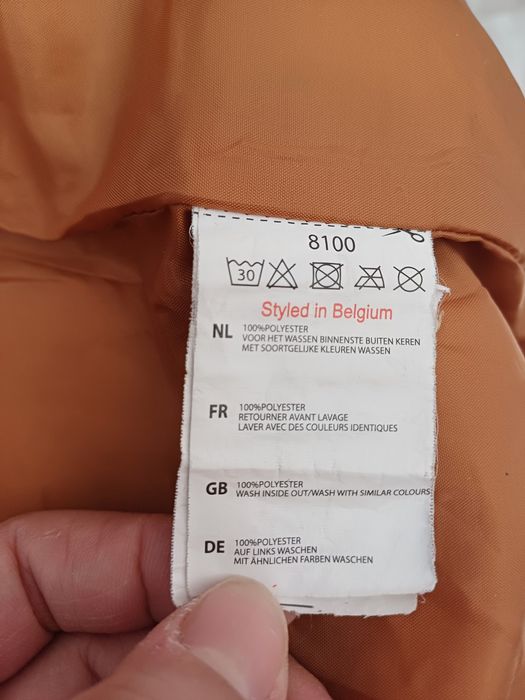 8100
30
Styled in Belgium
NL 100%POLYESTER
VOOR HET WASSEN BINNENSTE BUITEN KEREN
MET SOORTGELIJKE KLEUREN WASSEN
FR 100%POLYESTER
RETOURNER AVANT LAVAGE
LAVER AVEC DES COULEURS IDENTIQUES
GB 100%POLYESTER
WASH INSIDE OUT/WASH WITH SIMILAR COLOURS
DE 100%POLYESTER
AUF LINKS WASCHEN
MIT ÄHNLICHEN FARBEN WASCHEN